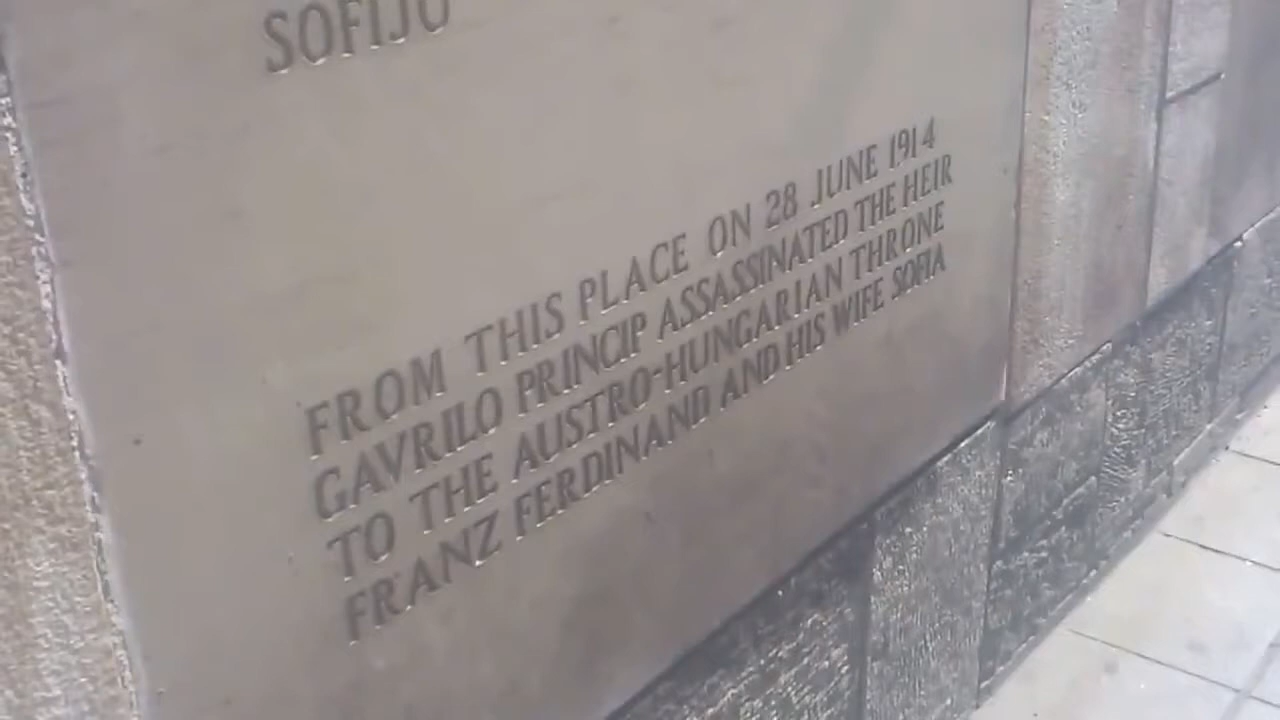 SOFIJU
FROM THIS PLACE ON 28 JUNE 1914
GAVRILO PRINCIP ASSASSINATED THE HEIR
TO THE AUSTRO-HUNGARIAN THRONE
FRANZ FERDINAND AND HIS WIFE SOFIA